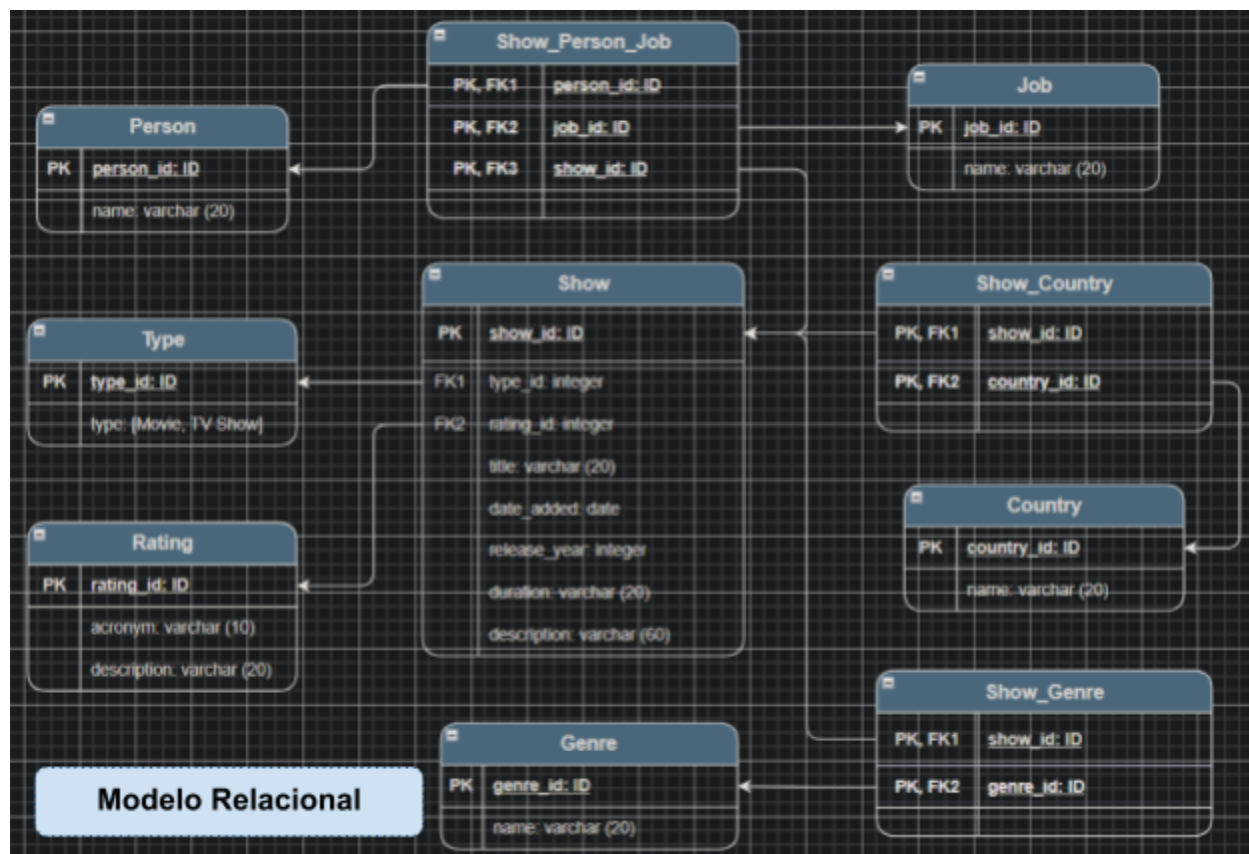 Show_Person_Job
PK, FK1 person_id: ID
PK, FK2 job_id: ID
PK, FK3 show_id: ID
Job
PK job_id: ID
name: varchar (20)
Person
PK person_id: ID
name: varchar (20)
Show
PK show_id: ID
FK1 type_id: integer
FK2 rating_id: integer
title: varchar (20)
date_added: date
release_year: integer
duration: varchar (20)
description: varchar (60)
Show_Country
PK, FK1 show_id: ID
PK, FK2 country_id: ID
Type
PK type_id: ID
type: [Movie, TV Show]
Country
PK country_id: ID
name: varchar (20)
Rating
PK rating_id: ID
acronym: varchar (10)
description: varchar (20)
Show_Genre
PK, FK1 show_id: ID
PK, FK2 genre_id: ID
Genre
PK genre_id: ID
name: varchar (20)
Modelo Relacional